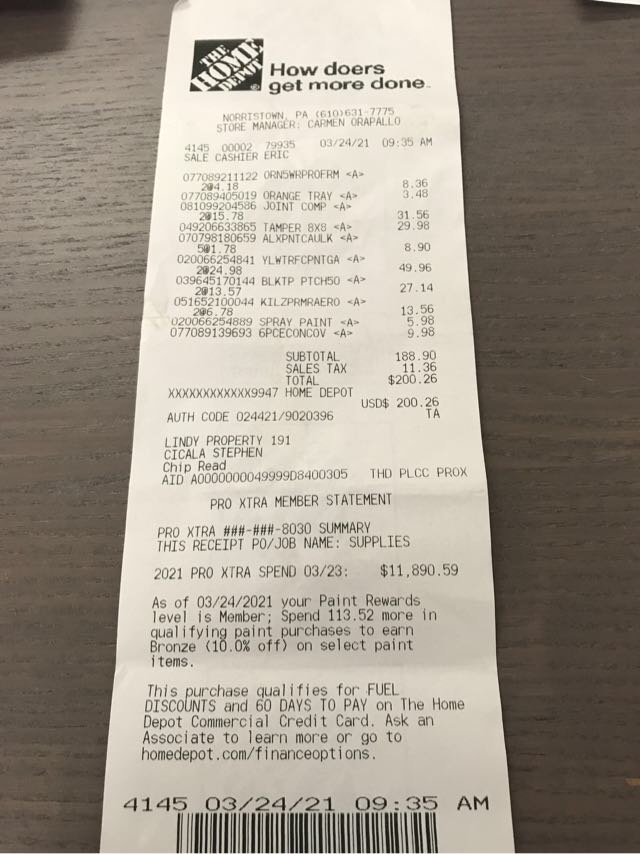 THE
HOME
DEPOT
How doers
get more done™
NORRISTOWN, PA (610)631-7775
STORE MANAGER: CARMEN ORAPALLO
4145 00002 79935 03/24/21 09:35 AM
SALE CASHIER ERIC
077089211122 ORN5WRPROFRM <A>
2@4.18 8.36
077089405019 ORANGE TRAY <A> 3.48
081099204586 JOINT COMP <A>
2@15.78 31.56
049206633865 TAMPER 8X8 <A> 29.98
070798180659 ALXPNTCAULK <A>
5@1.78 8.90
020066254841 YLWTRFCPNTGA <A>
2@24.98 49.96
039645170144 BLKTP PTCH50 <A>
2@13.57 27.14
051652100044 KILZPRMRAERO <A>
2@6.78 13.56
020066254889 SPRAY PAINT <A> 5.98
077089139693 6PCECONCOV <A> 9.98
SUBTOTAL 188.90
SALES TAX 11.36
TOTAL $200.26
XXXXXXXXXXXX9947 HOME DEPOT
USD$ 200.26
AUTH CODE 024421/9020396 TA
LINDY PROPERTY 191
CICALA STEPHEN
Chip Read
AID A0000000049999D8400305 THD PLCC PROX
PRO XTRA MEMBER STATEMENT
PRO XTRA ###-###-8030 SUMMARY
THIS RECEIPT PO/JOB NAME: SUPPLIES
2021 PRO XTRA SPEND 03/23: $11,890.59
As of 03/24/2021 your Paint Rewards
level is Member; Spend 113.52 more in
qualifying paint purchases to earn
Bronze (10.0% off) on select paint
items.
This purchase qualifies for FUEL
DISCOUNTS and 60 DAYS TO PAY on The Home
Depot Commercial Credit Card. Ask an
Associate to learn more or go to
homedepot.com/financeoptions.
4145 03/24/21 09:35 AM